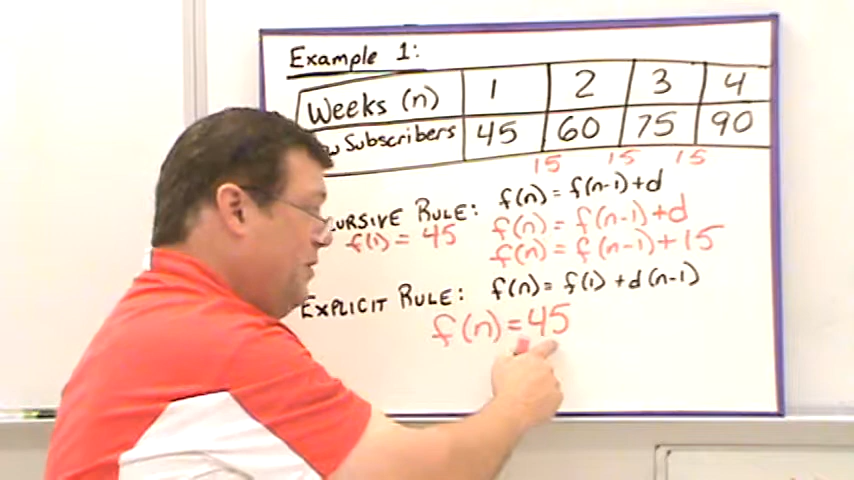 Example 1:
Weeks (n) 1 2 3 4
Subscribers 45 60 75 90
15 15 15
f(n) = f(n-1)+d
RULE: f(n) = f(n-1)+d
f(1) = 45 f(n) = f(n-1)+15
EXPLICIT RULE: f(n) = f(1) + d(n-1)
f(n) = 45